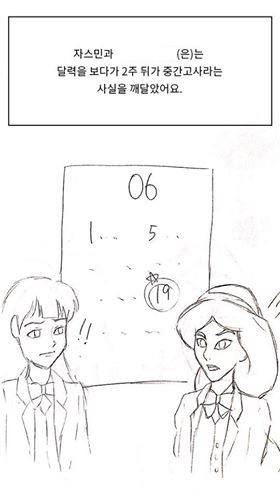 자스민과 (은)는
달력을 보다가 2주 뒤가 중간고사라는
사실을 깨달았어요.
06
1... 5..
19
!!